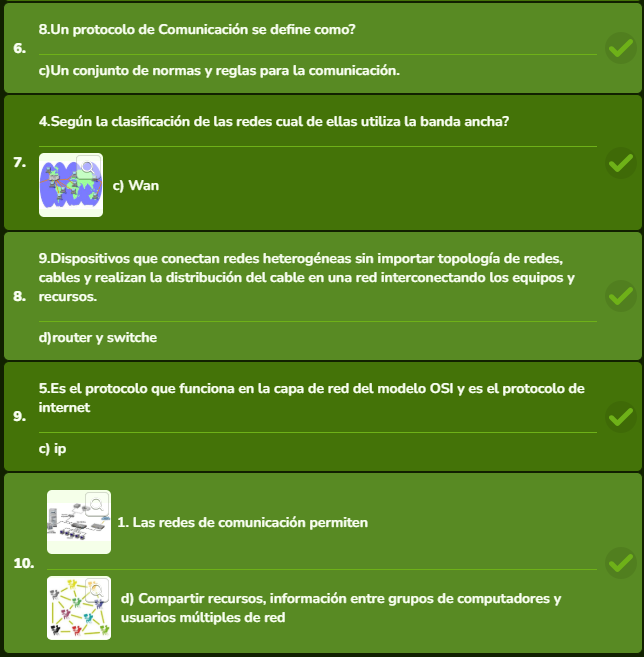 6.
8.Un protocolo de Comunicación se define como?
c)Un conjunto de normas y reglas para la comunicación.
7.
4.Según la clasificación de las redes cual de ellas utiliza la banda ancha?
c) Wan
8.
9.Dispositivos que conectan redes heterogéneas sin importar topología de redes,
cables y realizan la distribución del cable en una red interconectando los equipos y
recursos.
d)router y switche
9.
5.Es el protocolo que funciona en la capa de red del modelo OSI y es el protocolo de
internet
c) ip
10.
1. Las redes de comunicación permiten
d) Compartir recursos, información entre grupos de computadores y
usuarios múltiples de red